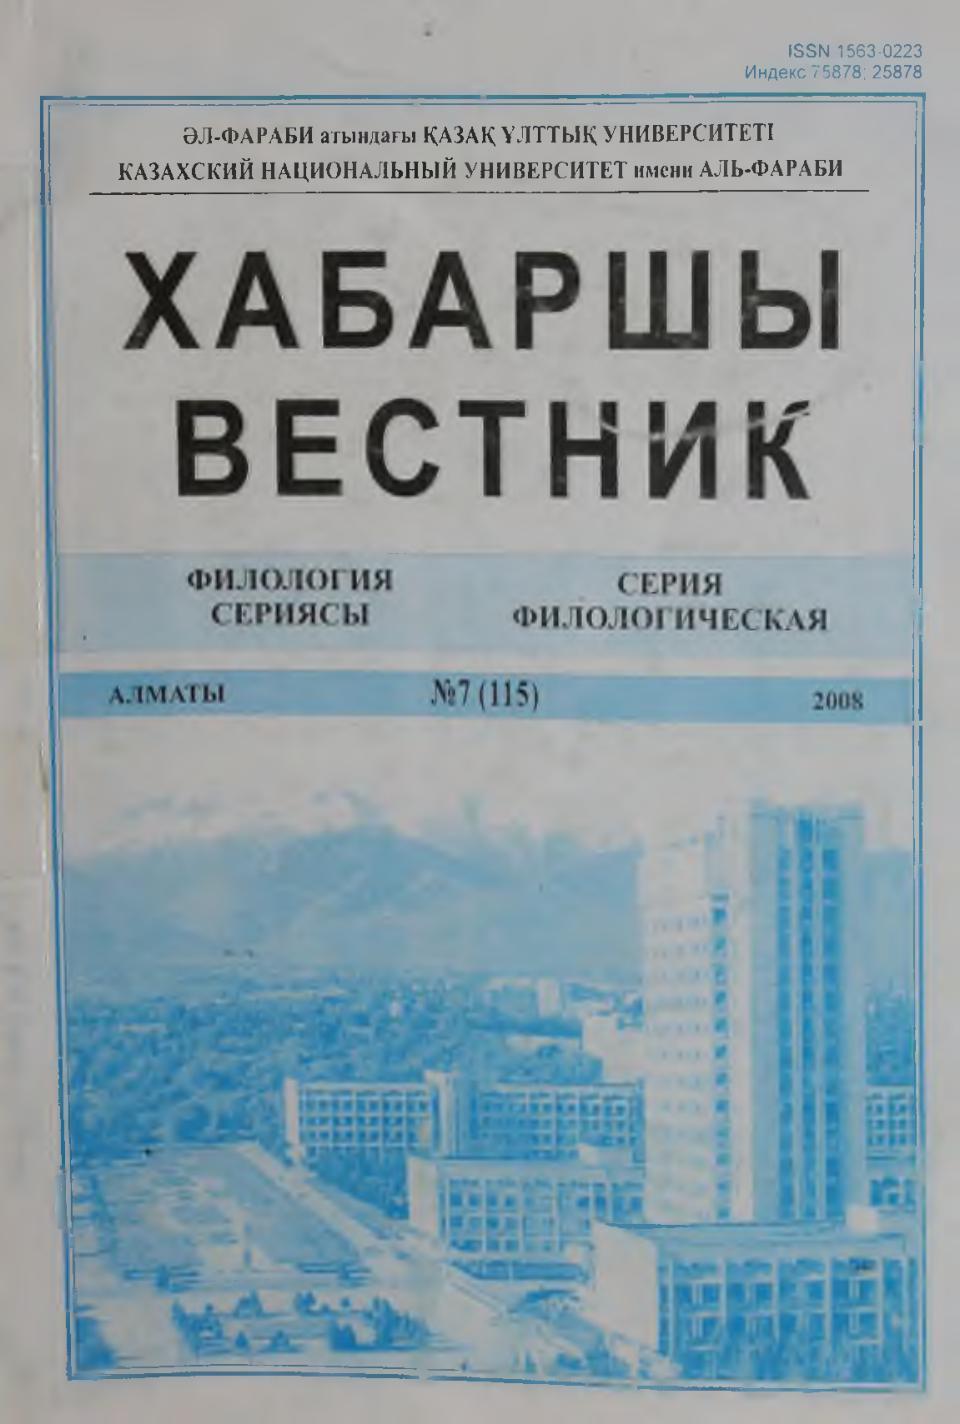 ISSN 1563-0223
Индекс 75878; 25878
ӘЛ-ФАРАБИ атындағы ҚАЗАҚ ҰЛТТЫҚ УНИВЕРСИТЕТІ
КАЗАХСКИЙ НАЦИОНАЛЬНЫЙ УНИВЕРСИТЕТ имени АЛЬ-ФАРАБИ
ХАБАРШЫ
ВЕСТНИК
ФИЛОЛОГИЯ СЕРИЯ
СЕРИЯСЫ ФИЛОЛОГИЧЕСКАЯ
АЛМАТЫ №7 (115) 2008